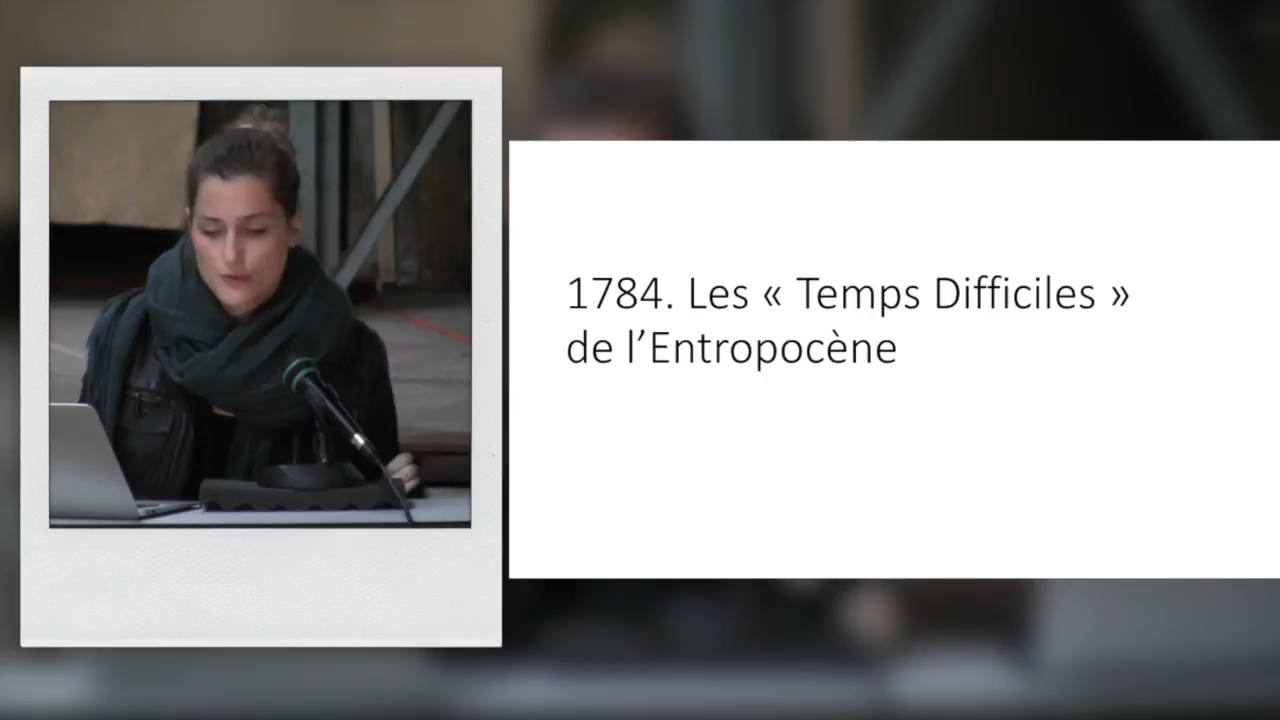 1784. Les « Temps Difficiles »
de l’Entropocène